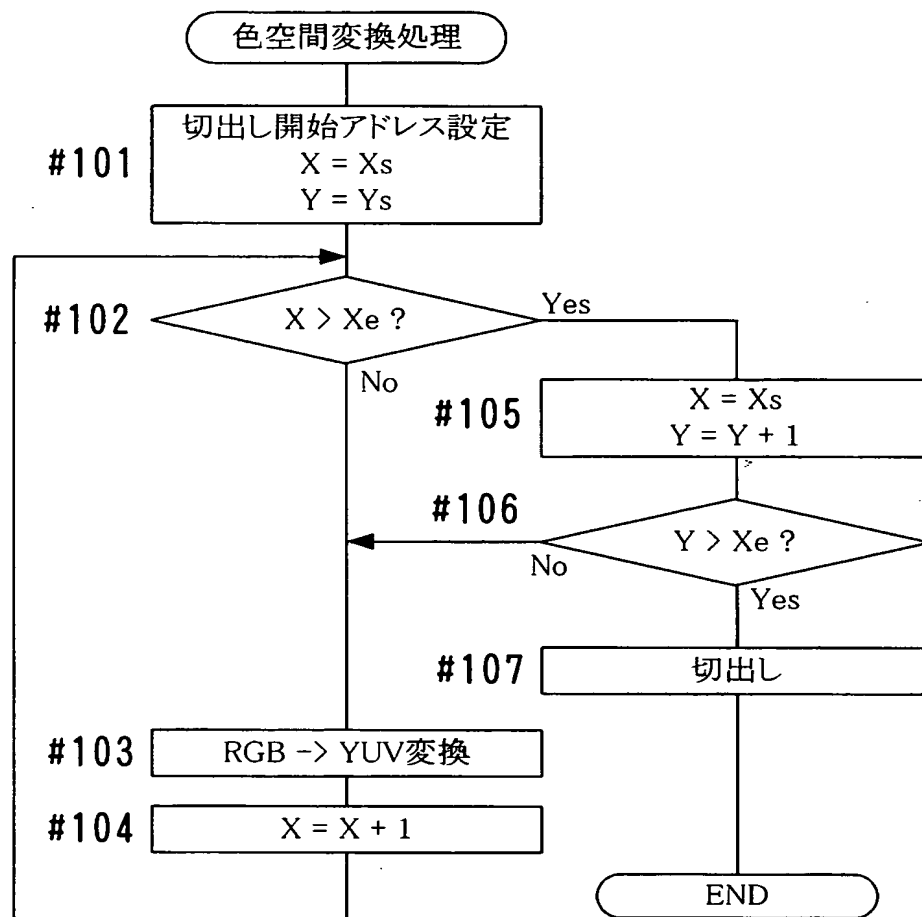 色空間変換処理
#101
切出し開始アドレス設定
X = Xs
Y = Ys
#102
X > Xe ?
Yes
No
#105
X = Xs
Y = Y + 1
#106
Y > Xe ?
No
Yes
#107
切出し
#103
RGB -> YUV変換
#104
X = X + 1
END